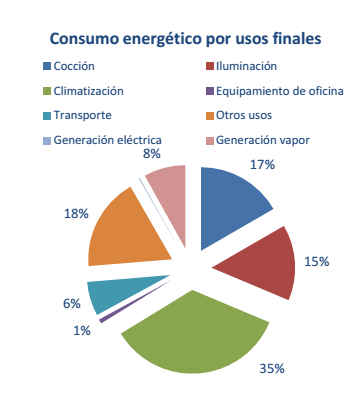 Consumo energético por usos finales
Cocción
Iluminación
Climatización
Equipamiento de oficina
Transporte
Otros usos
Generación eléctrica
Generación vapor
8%
17%
18%
15%
6%
1%
35%